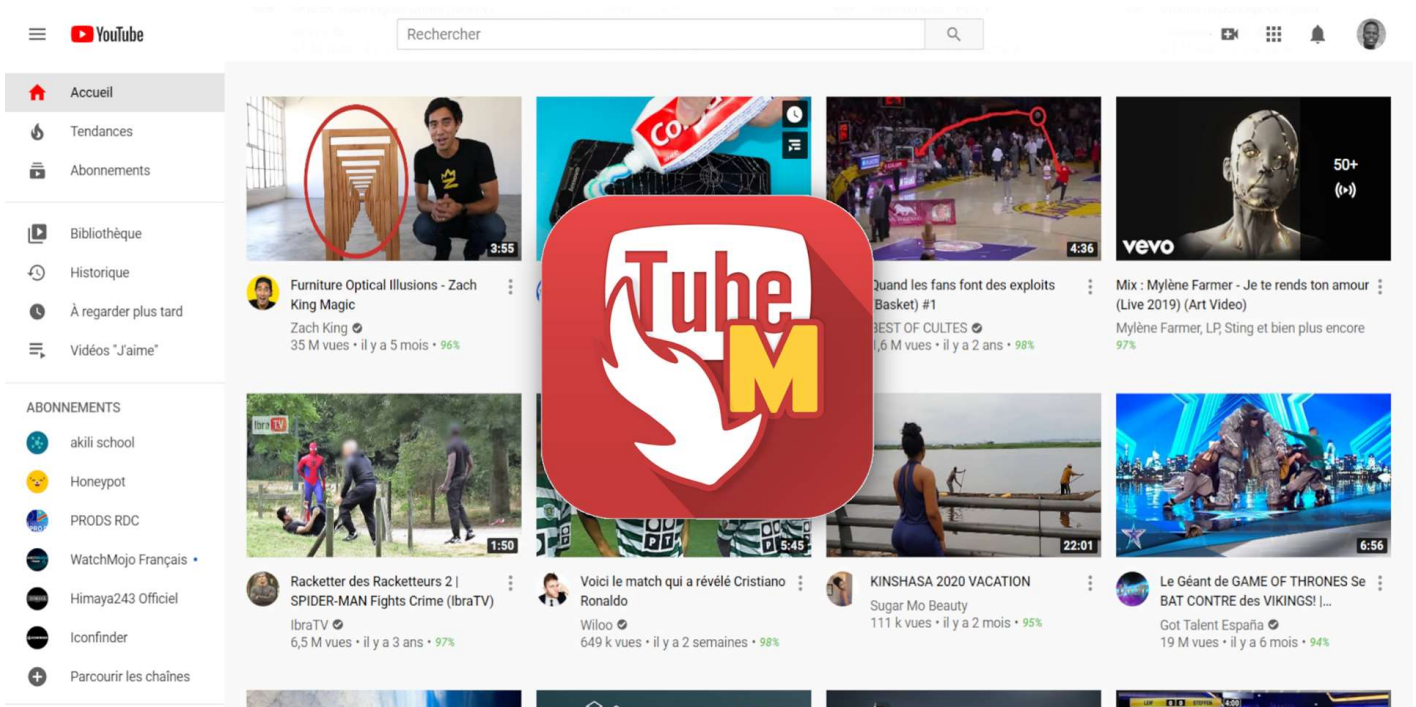 YouTube
Rechercher
Accueil
Tendances
Abonnements
Bibliothèque
Historique
À regarder plus tard
Vidéos "J'aime"
ABONNEMENTS
akili school
Honeypot
PRODS RDC
WatchMojo Français •
Himaya243 Officiel
Iconfinder
Parcourir les chaînes
3:55
Furniture Optical Illusions - Zach
King Magic
Zach King
35 M vues • il y a 5 mois • 96%
Co
4:36
Quand les fans font des exploits
(Basket) #1
BEST OF CULTES
1,6 M vues • il y a 2 ans • 98%
50+
vevo
Mix : Mylène Farmer - Je te rends ton amour
(Live 2019) (Art Video)
Mylène Farmer, LP, Sting et bien plus encore
97%
Tube
M
Ibra TV
1:50
Racketter des Racketteurs 2 |
SPIDER-MAN Fights Crime (IbraTV)
IbraTV
6,5 M vues • il y a 3 ans • 97%
5:45
Voici le match qui a révélé Cristiano
Ronaldo
Wiloo
649 k vues • il y a 2 semaines • 98%
22:01
KINSHASA 2020 VACATION
Sugar Mo Beauty
111 k vues • il y a 2 mois • 95%
6:56
Le Géant de GAME OF THRONES Se
BAT CONTRE des VIKINGS! |...
Got Talent España
19 M vues • il y a 6 mois • 94%
4:00